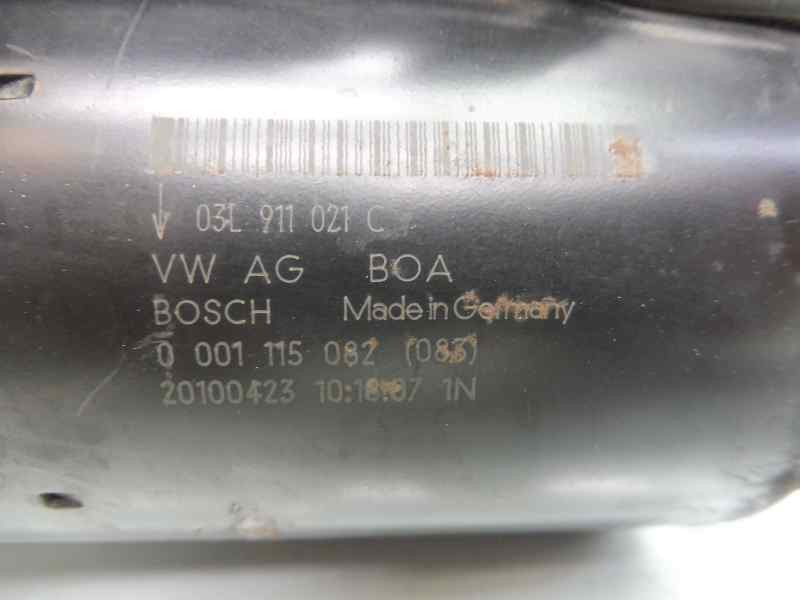 03L 911 021 C
VW AG BOA
BOSCH Made in Germany
0 001 115 082 (083)
20100423 10:18:07 1N